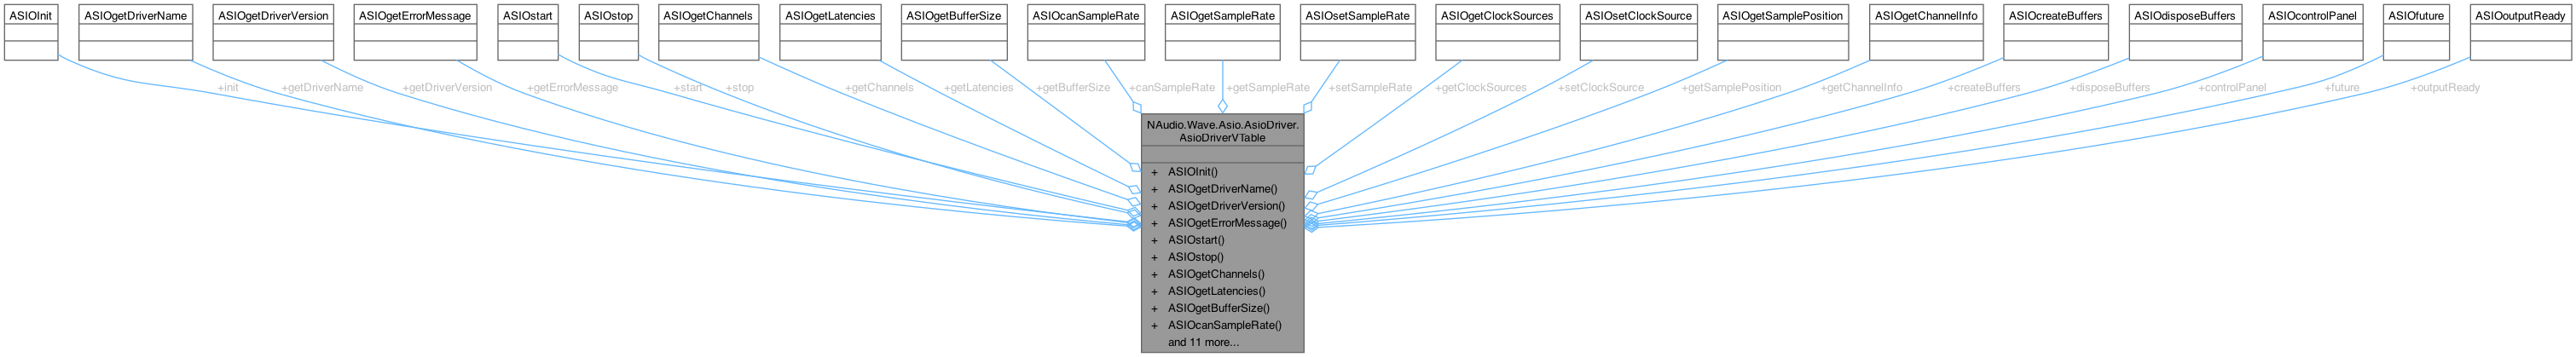 ASIOInit
ASIOgetDriverName
ASIOgetDriverVersion
ASIOgetErrorMessage
ASIOstart
ASIOstop
ASIOgetChannels
ASIOgetLatencies
ASIOgetBufferSize
ASIOcanSampleRate
ASIOgetSampleRate
ASIOsetSampleRate
ASIOgetClockSources
ASIOsetClockSource
ASIOgetSamplePosition
ASIOgetChannelInfo
ASIOcreateBuffers
ASIOdisposeBuffers
ASIOcontrolPanel
ASIOfuture
ASIOoutputReady
+init
+getDriverName
+getDriverVersion
+getErrorMessage
+start
+stop
+getChannels
+getLatencies
+getBufferSize
+canSampleRate
+getSampleRate
+setSampleRate
+getClockSources
+setClockSource
+getSamplePosition
+getChannelInfo
+createBuffers
+disposeBuffers
+controlPanel
+future
+outputReady
NAudio.Wave.Asio.AsioDriver.
AsioDriverVTable
+ ASIOInit()
+ ASIOgetDriverName()
+ ASIOgetDriverVersion()
+ ASIOgetErrorMessage()
+ ASIOstart()
+ ASIOstop()
+ ASIOgetChannels()
+ ASIOgetLatencies()
+ ASIOgetBufferSize()
+ ASIOcanSampleRate()
and 11 more...